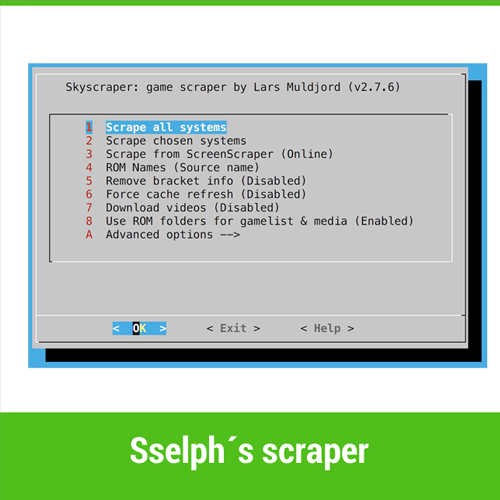 Skyscraper: game scraper by Lars Muldjord (v2.7.6)
1 Scrape all systems
2 Scrape chosen systems
3 Scrape from ScreenScraper (Online)
4 ROM Names (Source name)
5 Remove bracket info (Disabled)
6 Force cache refresh (Disabled)
7 Download videos (Disabled)
8 Use ROM folders for gamelist & media (Enabled)
A Advanced options -->
< OK > < Exit > < Help >
Sselph´s scraper